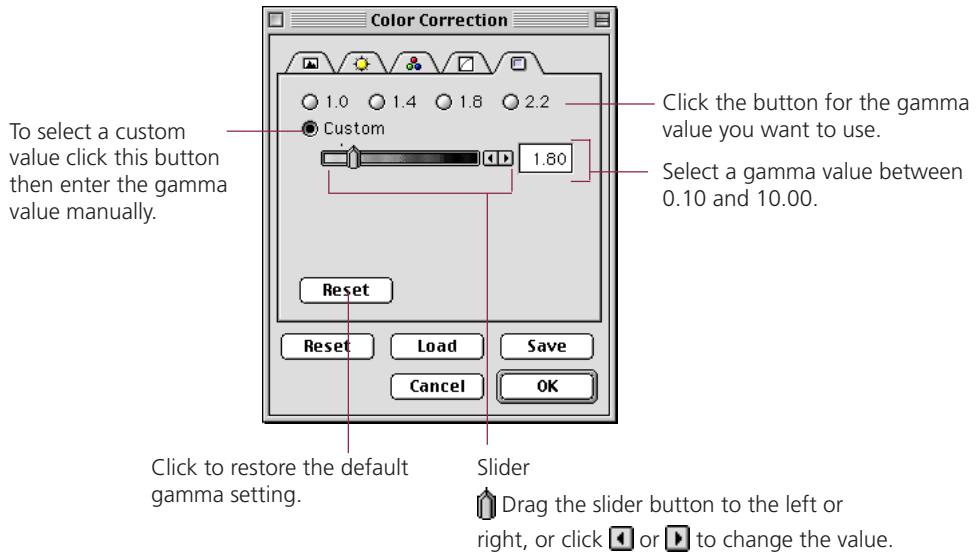 Color Correction
1.0 1.4 1.8 2.2
Click the button for the gamma
value you want to use.
To select a custom
value click this button
then enter the gamma
value manually.
Custom
1.80
Select a gamma value between
0.10 and 10.00.
Reset
Reset Load Save
Cancel OK
Click to restore the default
gamma setting.
Slider
Drag the slider button to the left or
right, or click or to change the value.